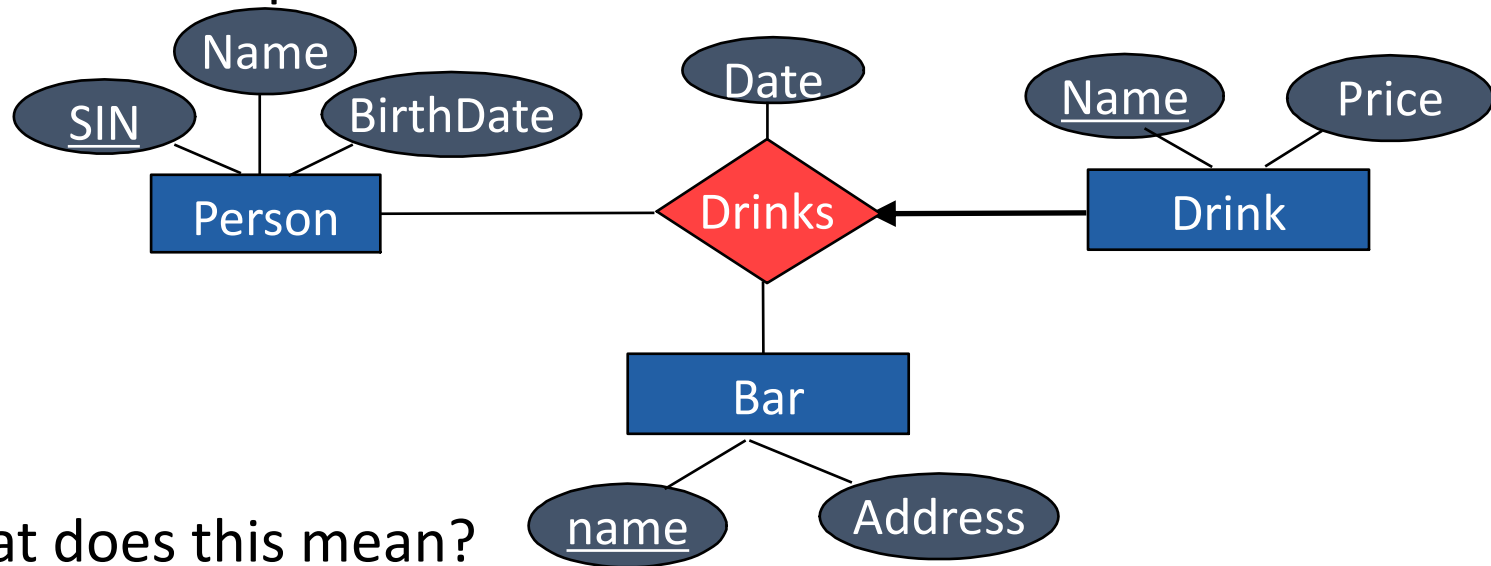 Name
Date
SIN
BirthDate
Name
Price
Person
Drinks
Drink
Bar
name
Address
at does this mean?